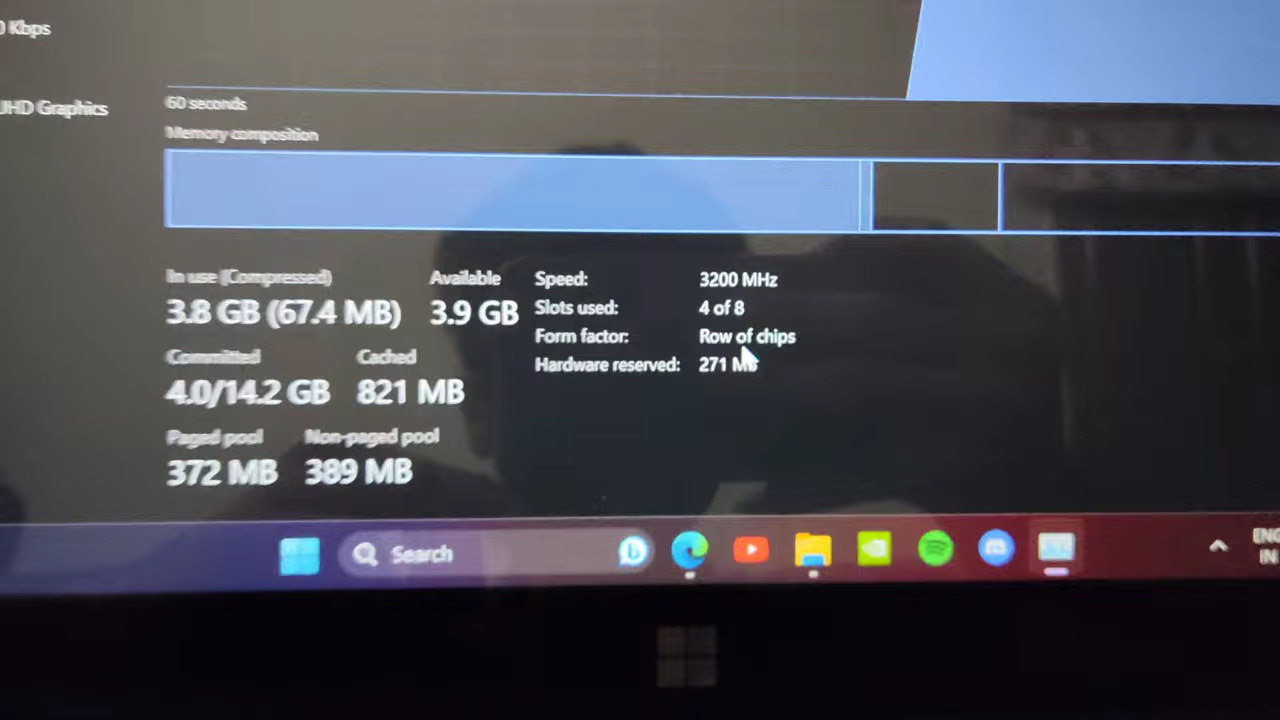 0 Kbps
UHD Graphics
60 seconds
Memory composition
In use (Compressed)
3.8 GB (67.4 MB)
Available
3.9 GB
Speed: 3200 MHz
Slots used: 4 of 8
Form factor: Row of chips
Hardware reserved: 271 MB
Committed
4.0/14.2 GB
Cached
821 MB
Paged pool
372 MB
Non-paged pool
389 MB
Search
ENG
IN